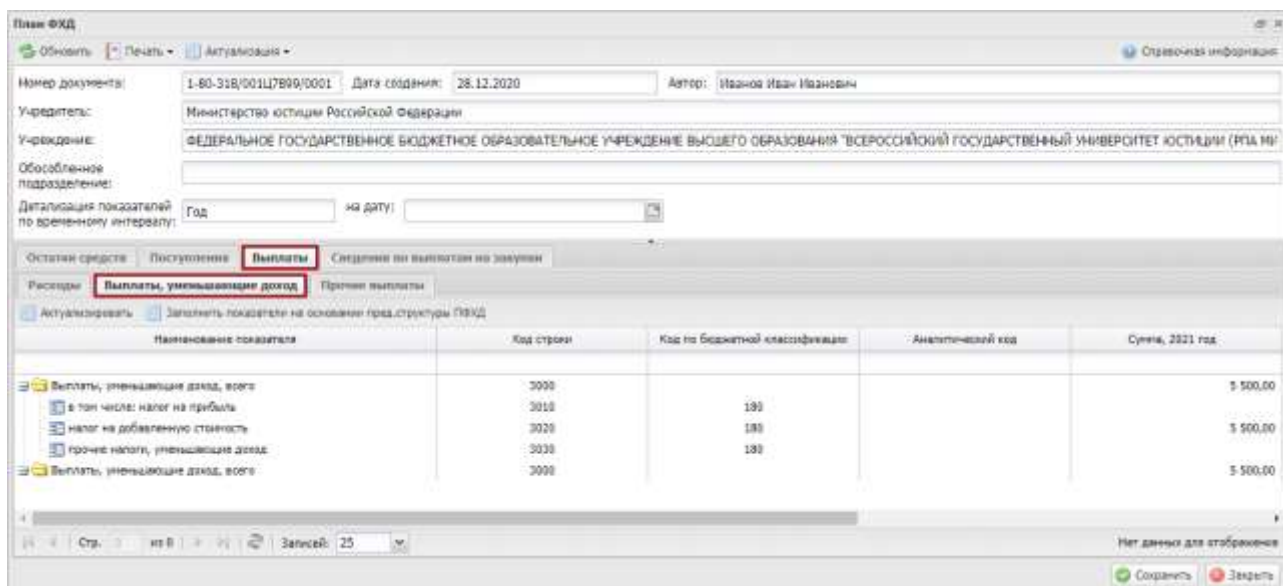 План ФХД
Обновить Печать Актуализация Справочная информация
Номер документа: 1-80-318/001Ц7899/0001 Дата создания: 28.12.2020 Автор: Иванов Иван Иванович
Учредитель: Министерство юстиции Российской Федерации
Учреждение: ФЕДЕРАЛЬНОЕ ГОСУДАРСТВЕННОЕ БЮДЖЕТНОЕ ОБРАЗОВАТЕЛЬНОЕ УЧРЕЖДЕНИЕ ВЫСШЕГО ОБРАЗОВАНИЯ "ВСЕРОССИЙСКИЙ ГОСУДАРСТВЕННЫЙ УНИВЕРСИТЕТ ЮСТИЦИИ (РПА МИ
Обособленное
подразделение:
Детализация показателей
по временному интервалу: Год на дату:
Остатки средств Поступления Выплаты Сведения по выплатам на закупки
Расходы Выплаты, уменьшающие доход Прочие выплаты
Актуализировать Заполнить показатели на основании пред.структуры ПФХД
Наименование показателя Код строки Код по бюджетной классификации Аналитический код Сумма, 2021 год
Выплаты, уменьшающие доход, всего 3000 5 500,00
в том числе: налог на прибыль 3010 180
налог на добавленную стоимость 3020 180 5 500,00
прочие налоги, уменьшающие доход 3030 180
Выплаты, уменьшающие доход, всего 3000 5 500,00
Стр. из 0 Записей: 25 Нет данных для отображения
Сохранить Закрыть